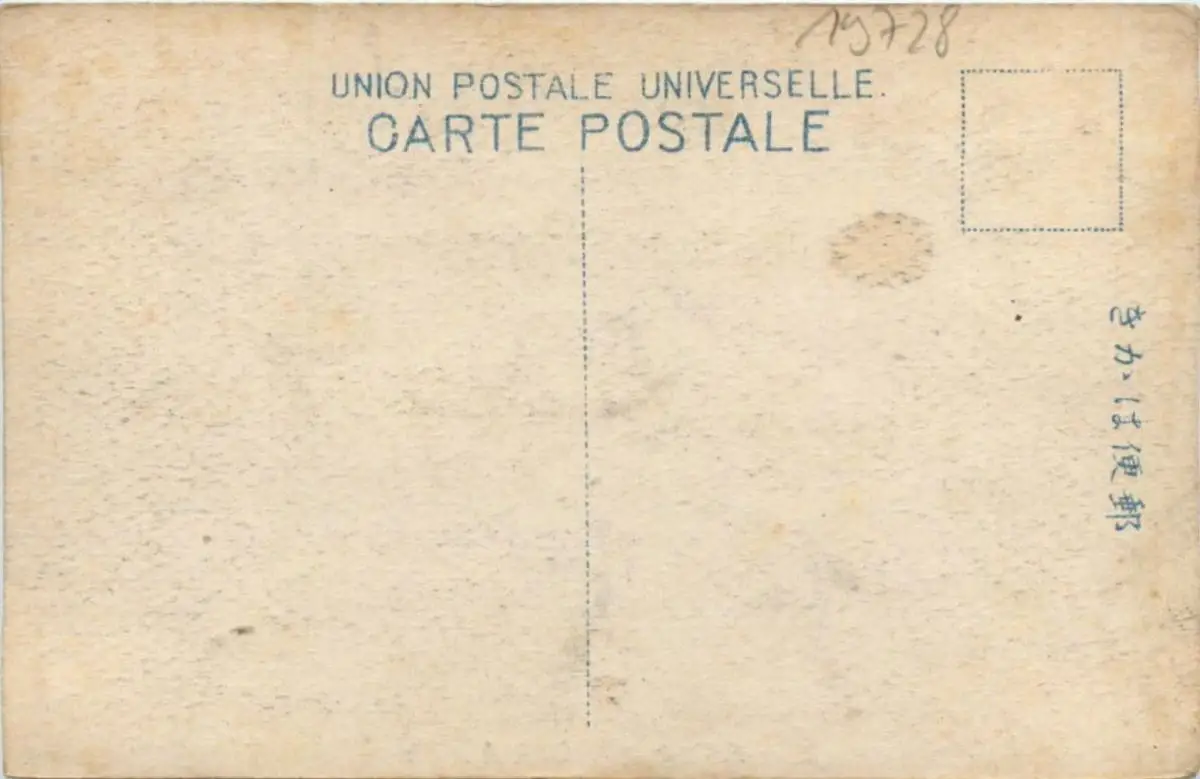 19728
UNION POSTALE UNIVERSELLE.
CARTE POSTALE
きかは便郵